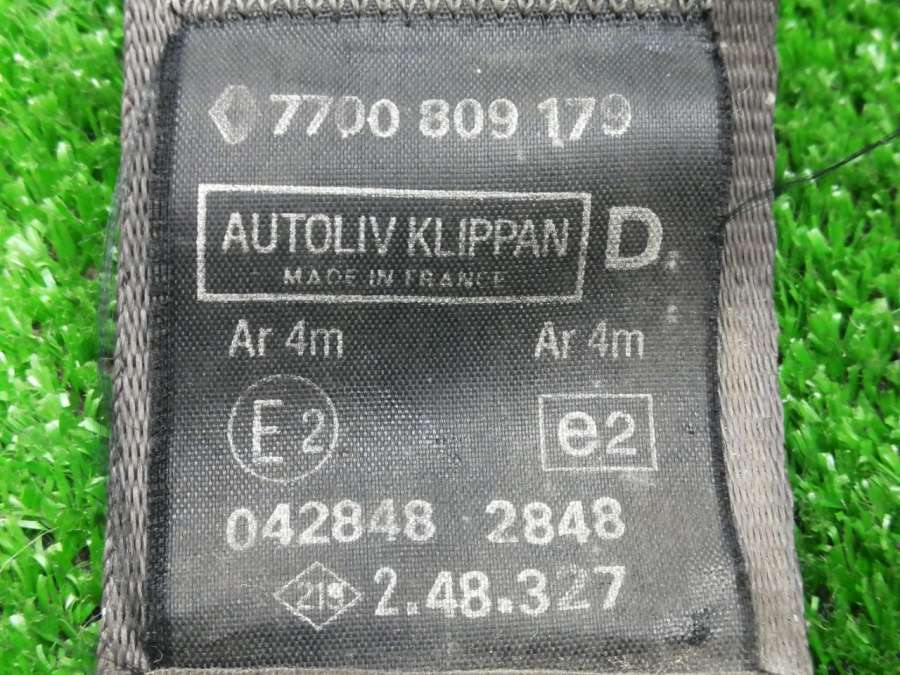 7700 809 179
AUTOLIV KLIPPAN D.
MADE IN FRANCE
Ar 4m Ar 4m
E2 e2
042848 2848
219 2.48.327